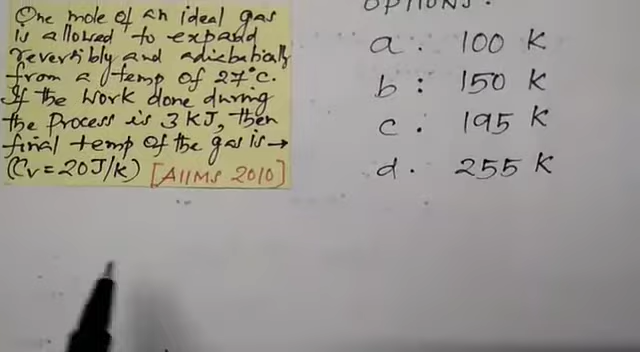 One mole of an ideal gas
is allowed to expand
reversibly and adiabatically
from a temp of 27°C.
If the work done during
the process is 3 KJ, then
final temp of the gas is →
(Cv = 20J/K) [AIIMS 2010]
OPTIONS:
a: 100 K
b: 150 K
c. 195 K
d. 255 K